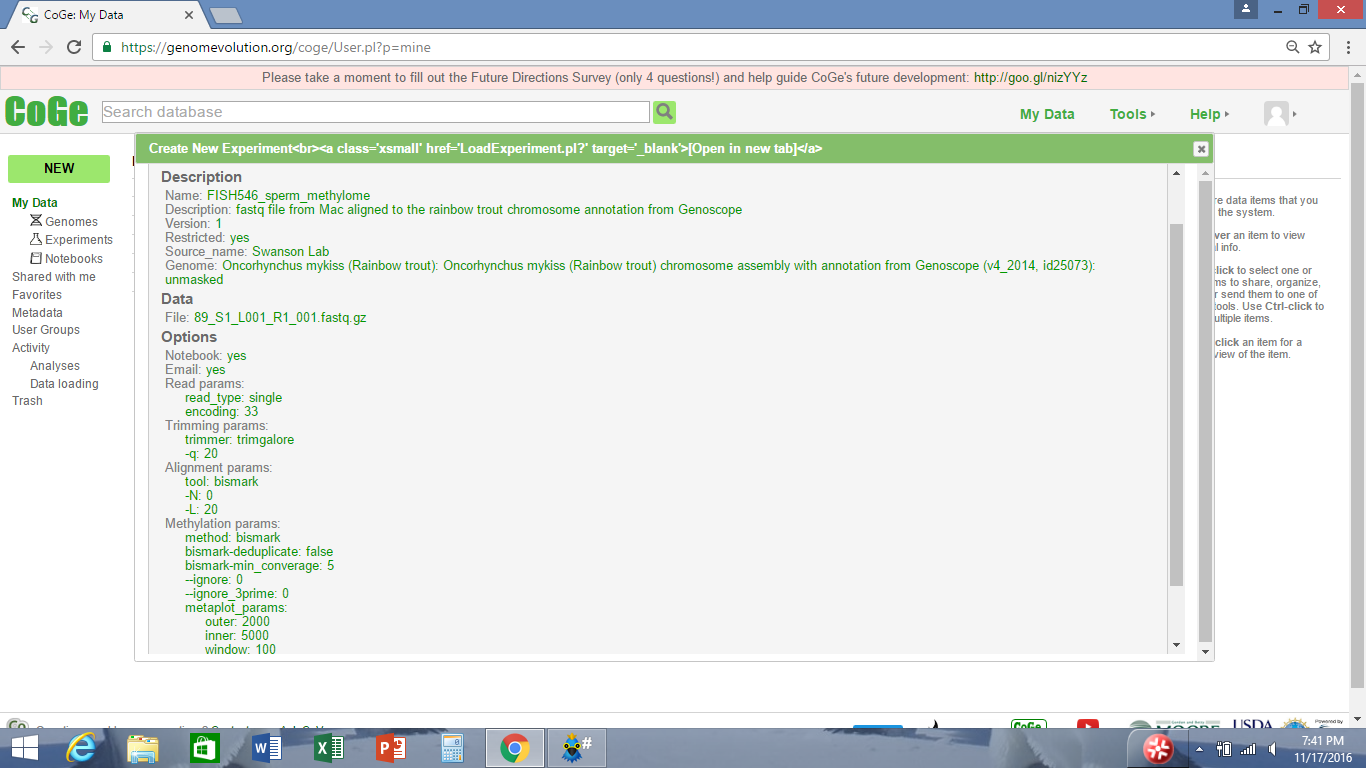 CoGe: My Data
https://genomevolution.org/coge/User.pl?p=mine
Please take a moment to fill out the Future Directions Survey (only 4 questions!) and help guide CoGe's future development: http://goo.gl/nizYYz
CoGe
Search database
My Data
Tools
Help
Create New Experiment<br><a class='xsmall' href='LoadExperiment.pl?' target='_blank'>[Open in new tab]</a>
NEW
My Data
Genomes
Experiments
Notebooks
Shared with me
Favorites
Metadata
User Groups
Activity
Analyses
Data loading
Trash
Description
Name: FISH546_sperm_methylome
Description: fastq file from Mac aligned to the rainbow trout chromosome annotation from Genoscope
Version: 1
Restricted: yes
Source_name: Swanson Lab
Genome: Oncorhynchus mykiss (Rainbow trout): Oncorhynchus mykiss (Rainbow trout) chromosome assembly with annotation from Genoscope (v4_2014, id25073):
unmasked
Data
File: 89_S1_L001_R1_001.fastq.gz
Options
Notebook: yes
Email: yes
Read params:
read_type: single
encoding: 33
Trimming params:
trimmer: trimgalore
-q: 20
Alignment params:
tool: bismark
-N: 0
-L: 20
Methylation params:
method: bismark
bismark-deduplicate: false
bismark-min_converage: 5
--ignore: 0
--ignore_3prime: 0
metaplot_params:
outer: 2000
inner: 5000
window: 100
re data items that you
the system.
ver an item to view
l info.
click to select one or
ms to share, organize,
r send them to one of
tools. Use Ctrl-click to
ultiple items.
click an item for a
view of the item.
CoGe
MOORE
USDA
Powered by
7:41 PM
11/17/2016